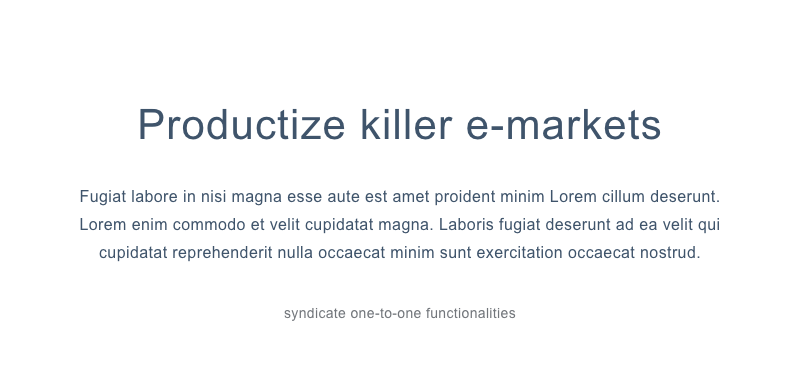 Productize killer e-markets
Fugiat labore in nisi magna esse aute est amet proident minim Lorem cillum deserunt.
Lorem enim commodo et velit cupidatat magna. Laboris fugiat deserunt ad ea velit qui
cupidatat reprehenderit nulla occaecat minim sunt exercitation occaecat nostrud.
syndicate one-to-one functionalities